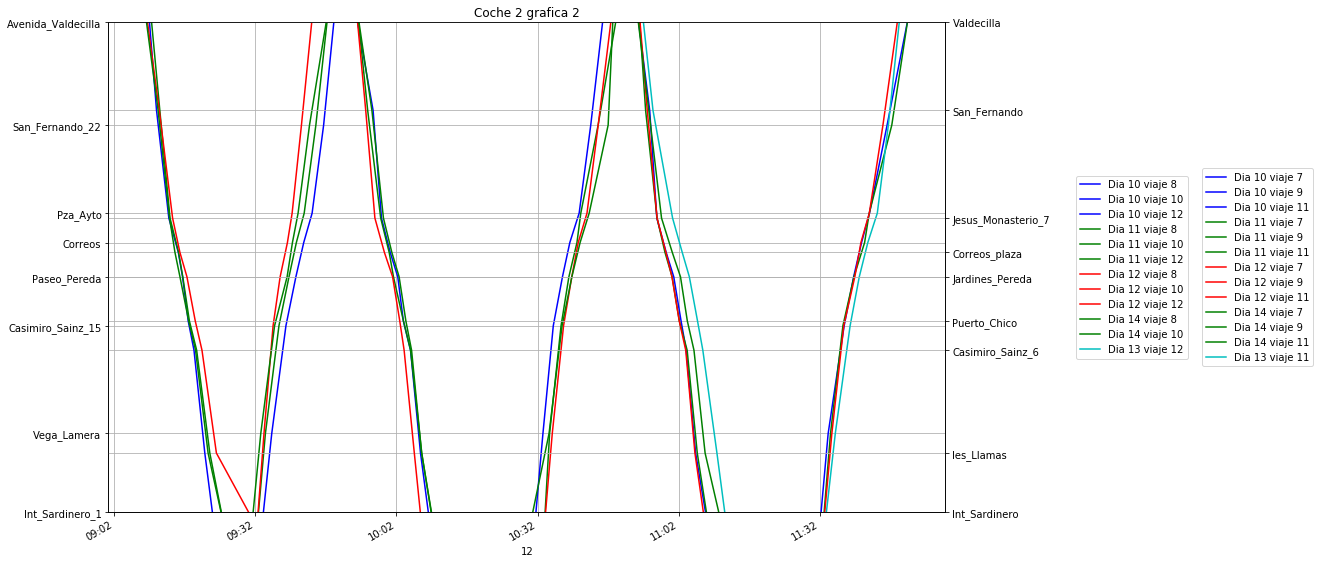 Coche 2 grafica 2
Avenida_Valdecilla
San_Fernando_22
Pza_Ayto
Correos
Paseo_Pereda
Casimiro_Sainz_15
Vega_Lamera
Int_Sardinero_1
Valdecilla
San_Fernando
Jesus_Monasterio_7
Correos_plaza
Jardines_Pereda
Puerto_Chico
Casimiro_Sainz_6
Ies_Llamas
Int_Sardinero
09:02
09:32
10:02
10:32
11:02
11:32
12
Dia 10 viaje 8
Dia 10 viaje 10
Dia 10 viaje 12
Dia 11 viaje 8
Dia 11 viaje 10
Dia 11 viaje 12
Dia 12 viaje 8
Dia 12 viaje 10
Dia 12 viaje 12
Dia 14 viaje 8
Dia 14 viaje 10
Dia 13 viaje 12
Dia 10 viaje 7
Dia 10 viaje 9
Dia 10 viaje 11
Dia 11 viaje 7
Dia 11 viaje 9
Dia 11 viaje 11
Dia 12 viaje 7
Dia 12 viaje 9
Dia 12 viaje 11
Dia 14 viaje 7
Dia 14 viaje 9
Dia 14 viaje 11
Dia 13 viaje 11